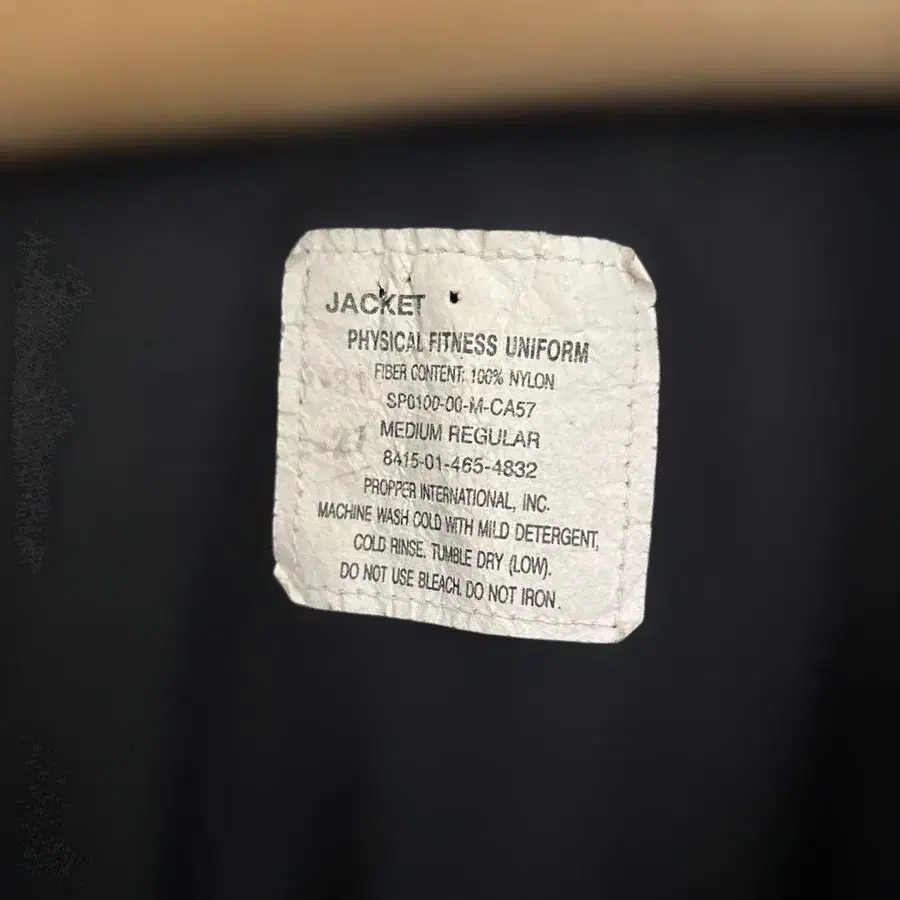 JACKET
PHYSICAL FITNESS UNIFORM
FIBER CONTENT: 100% NYLON
SP0100-00-M-CA57
MEDIUM REGULAR
8415-01-465-4832
PROPPER INTERNATIONAL, INC.
MACHINE WASH COLD WITH MILD DETERGENT,
COLD RINSE. TUMBLE DRY (LOW).
DO NOT USE BLEACH. DO NOT IRON.